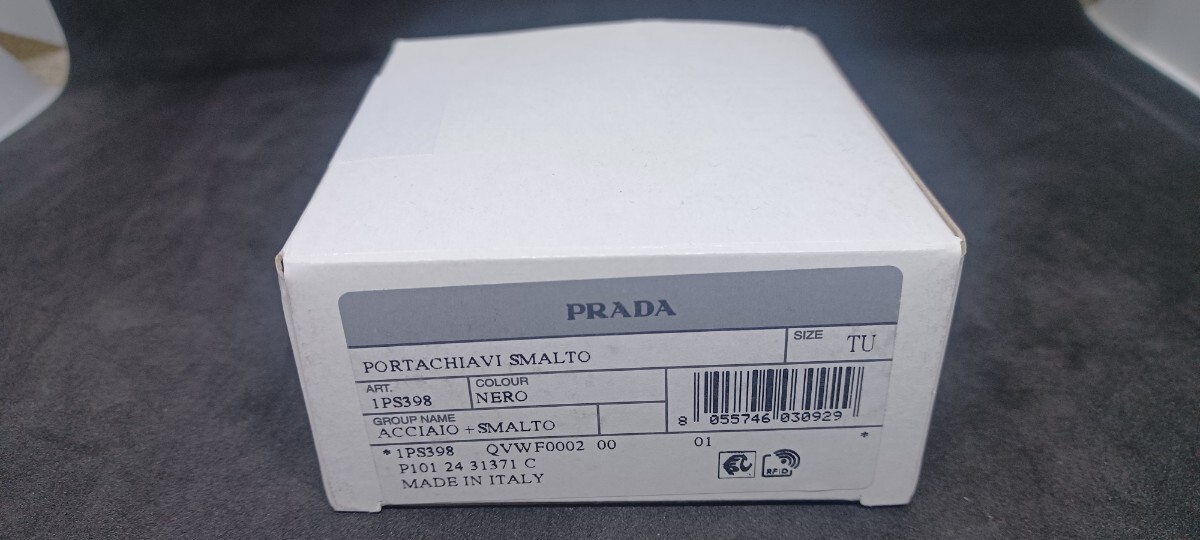 PRADA
PORTACHIAVI SMALTO
SIZE TU
ART. 1PS398
COLOUR NERO
GROUP NAME
ACCIAIO + SMALTO
8 055746 030929
* 1PS398 QVWF0002 00 01 *
P101 24 31371 C
MADE IN ITALY
RFID